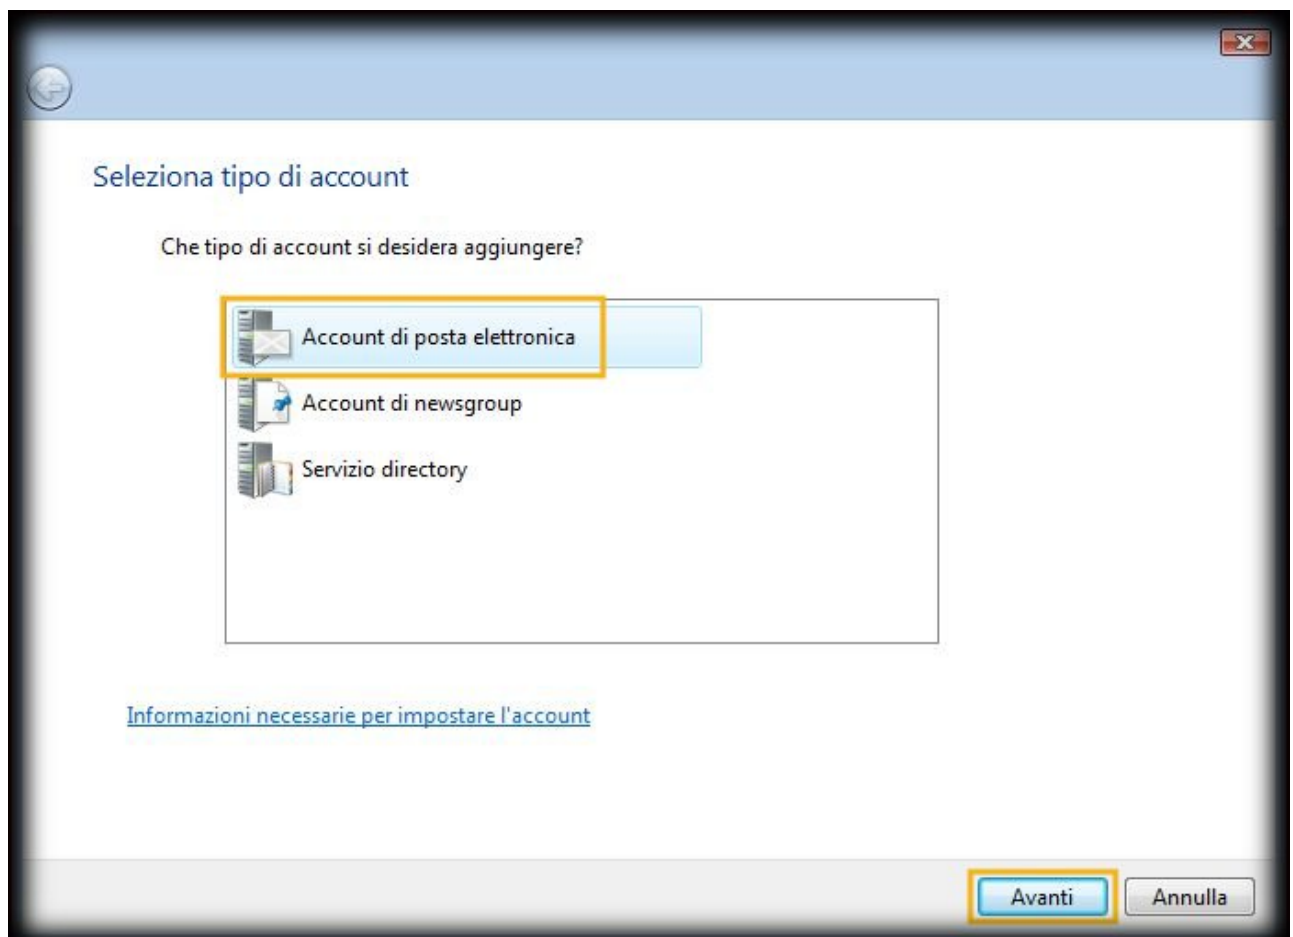 Seleziona tipo di account
Che tipo di account si desidera aggiungere?
Account di posta elettronica
Account di newsgroup
Servizio directory
Informazioni necessarie per impostare l'account
Avanti
Annulla